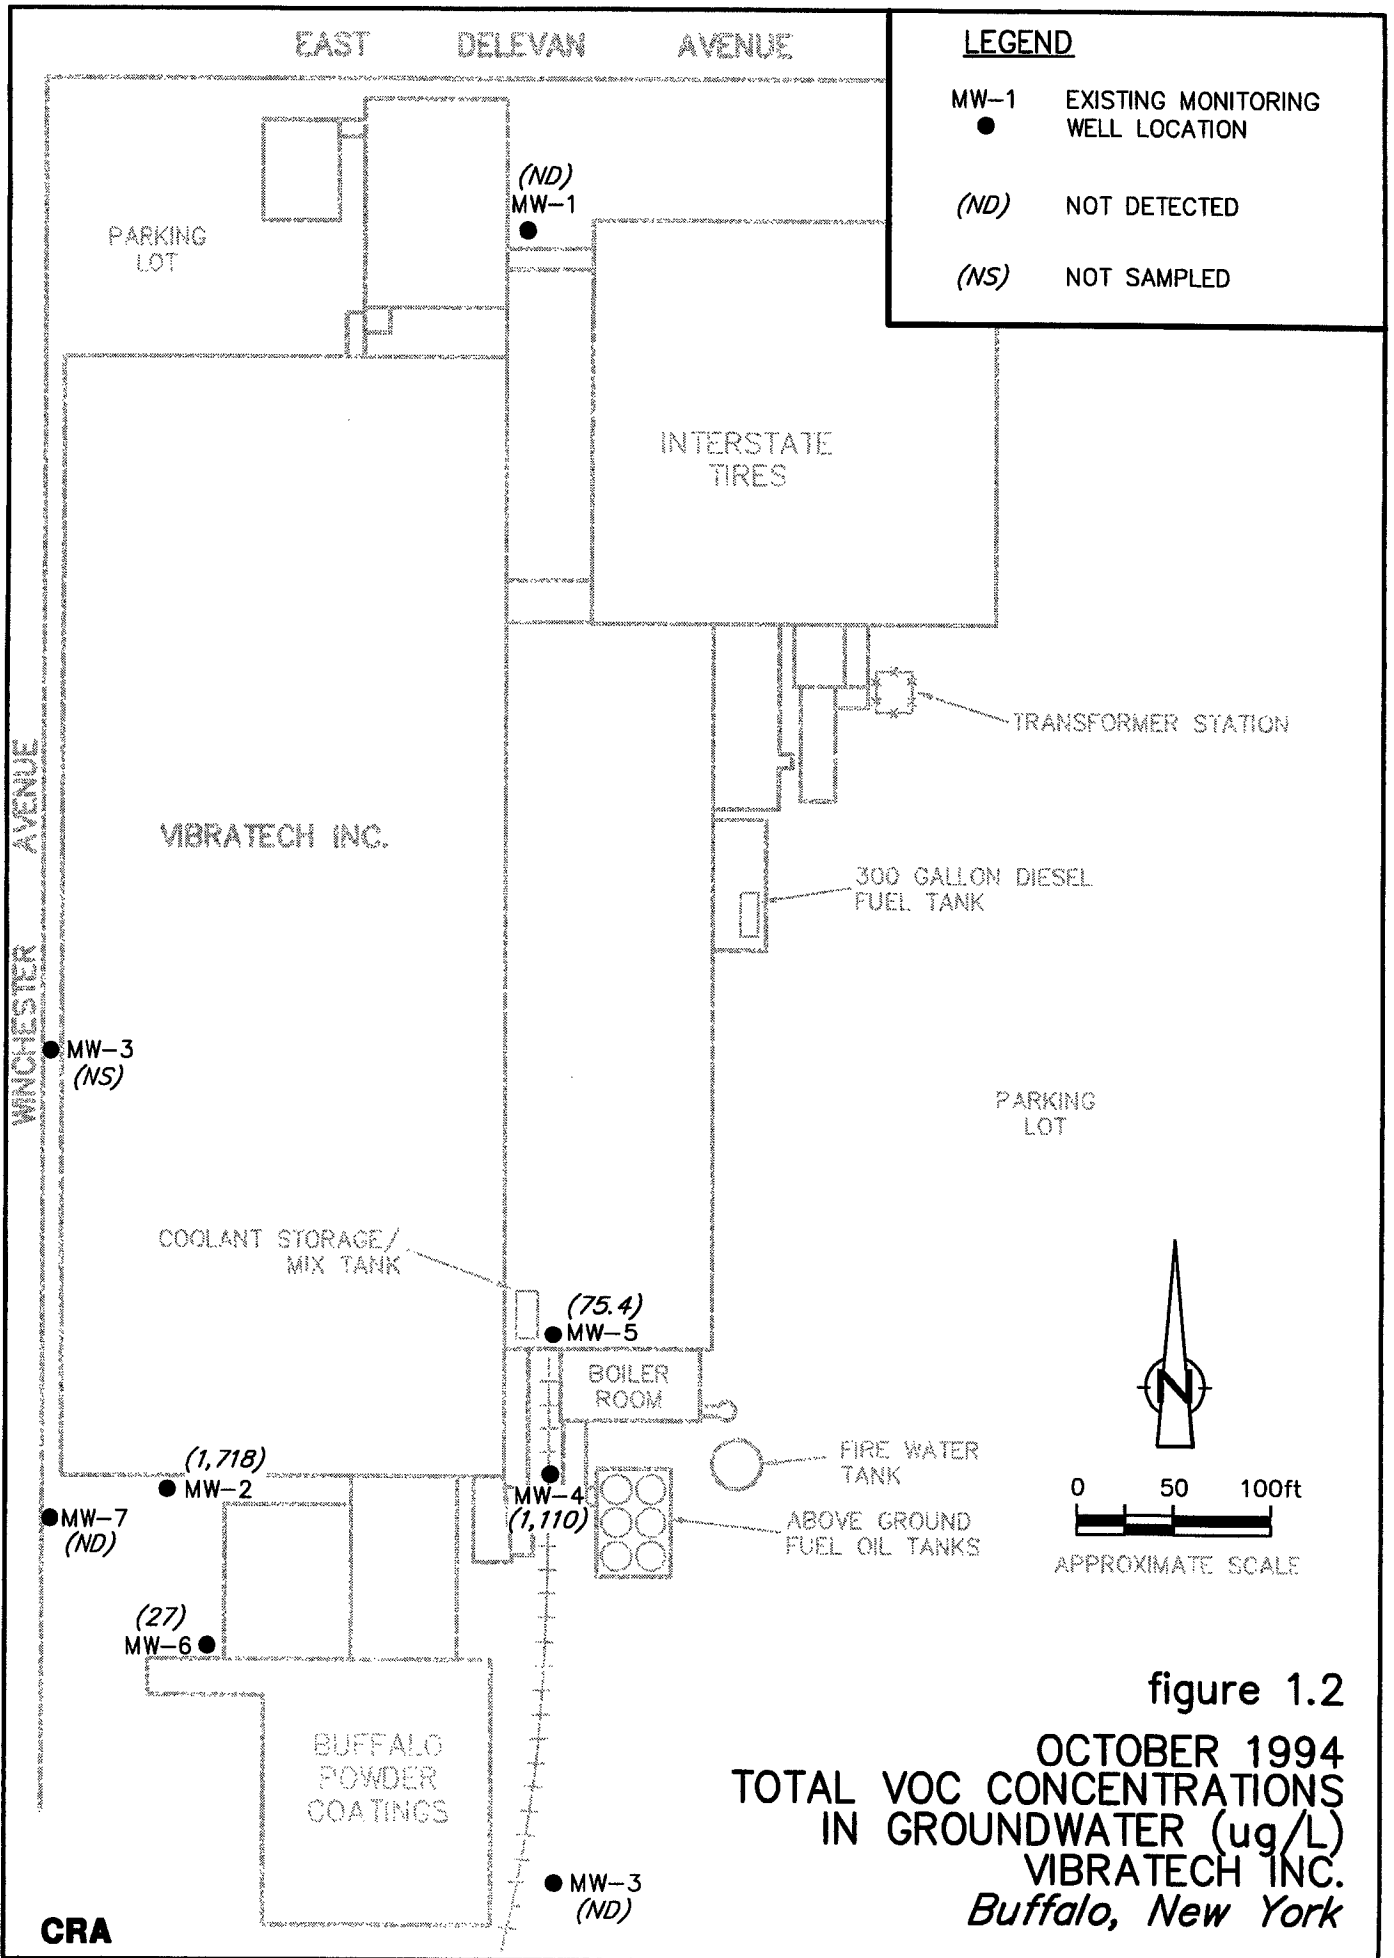 EAST DELEVAN AVENUE
LEGEND
MW-1 EXISTING MONITORING
WELL LOCATION
(ND) NOT DETECTED
(NS) NOT SAMPLED
(ND)
MW-1
PARKING
LOT
INTERSTATE
TIRES
TRANSFORMER STATION
WINCHESTER AVENUE
VIBRATECH INC.
300 GALLON DIESEL
FUEL TANK
MW-3
(NS)
PARKING
LOT
COOLANT STORAGE/
MIX TANK
(75.4)
MW-5
BOILER
ROOM
N
FIRE WATER
TANK
(1,718)
MW-2
MW-4
(1,110)
MW-7
(ND)
ABOVE GROUND
FUEL OIL TANKS
0 50 100ft
APPROXIMATE SCALE
(27)
MW-6
BUFFALO
POWDER
COATINGS
MW-3
(ND)
figure 1.2
OCTOBER 1994
TOTAL VOC CONCENTRATIONS
IN GROUNDWATER (ug/L)
VIBRATECH INC.
Buffalo, New York
CRA